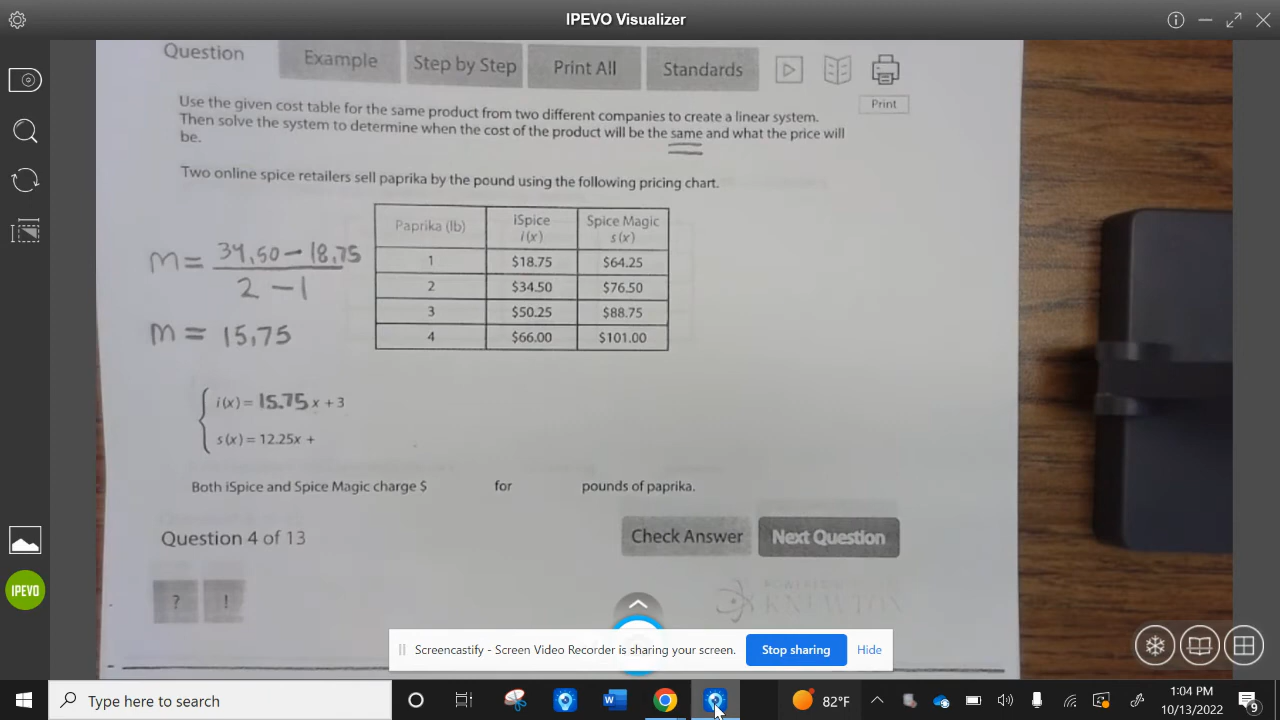 IPEVO Visualizer
Question
Example
Step by Step
Print All
Standards
Print
Use the given cost table for the same product from two different companies to create a linear system.
Then solve the system to determine when the cost of the product will be the same and what the price will
be.
Two online spice retailers sell paprika by the pound using the following pricing chart.
Paprika (lb) iSpice i(x) Spice Magic s(x)
1 $18.75 $64.25
2 $34.50 $76.50
3 $50.25 $88.75
4 $66.00 $101.00
m = 34.50 - 18.75
2 - 1
m = 15.75
i(x) = 15.75 x + 3
s(x) = 12.25x +
Both iSpice and Spice Magic charge $ for pounds of paprika.
Question 4 of 13
Check Answer
Next Question
?
!
KNEWTON
IPEVO
Screencastify - Screen Video Recorder is sharing your screen.
Stop sharing
Hide
Type here to search
82°F
1:04 PM
10/13/2022
9